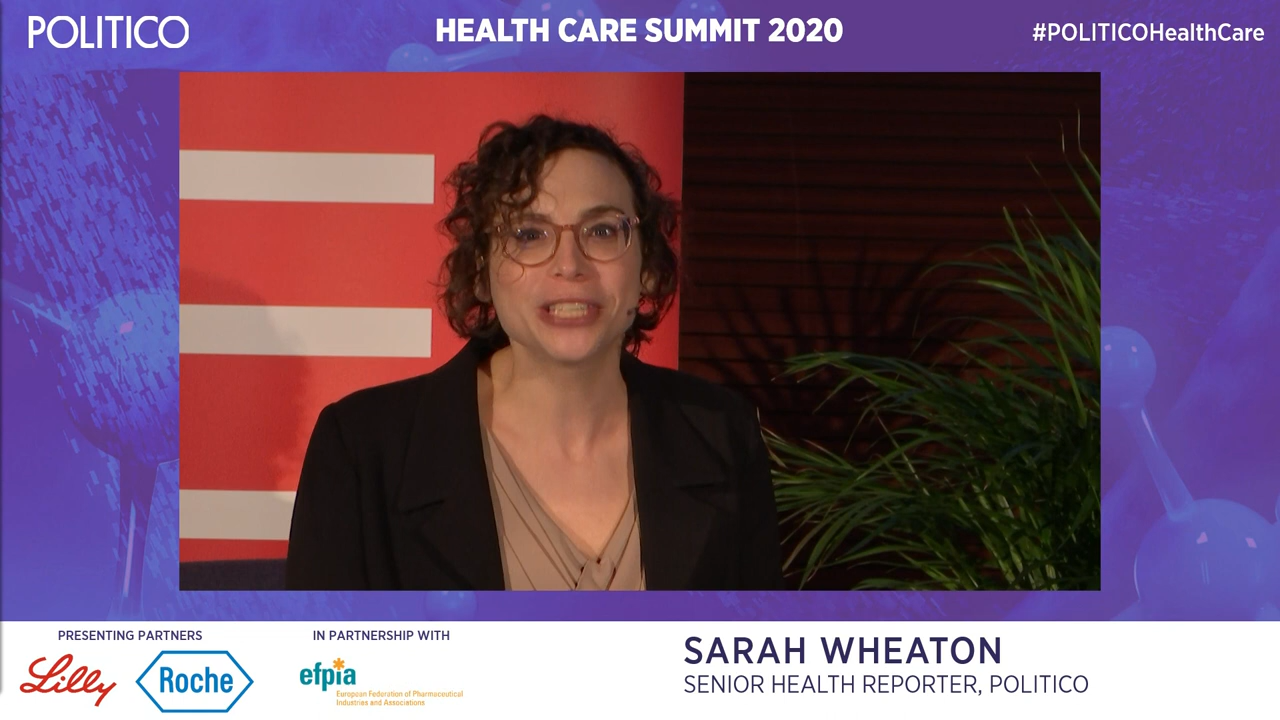 POLITICO
HEALTH CARE SUMMIT 2020
#POLITICOHealthCare
PRESENTING PARTNERS
Lilly
Roche
IN PARTNERSHIP WITH
efpia
European Federation of Pharmaceutical
Industries and Associations
SARAH WHEATON
SENIOR HEALTH REPORTER, POLITICO